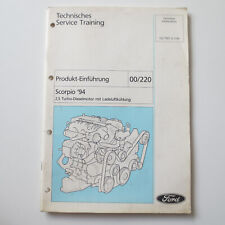 Technisches
Service Training
Produkt-Einführung
00/220
Scorpio '94
2,5 Turbo-Dieselmotor mit Ladeluftkühlung
Ford